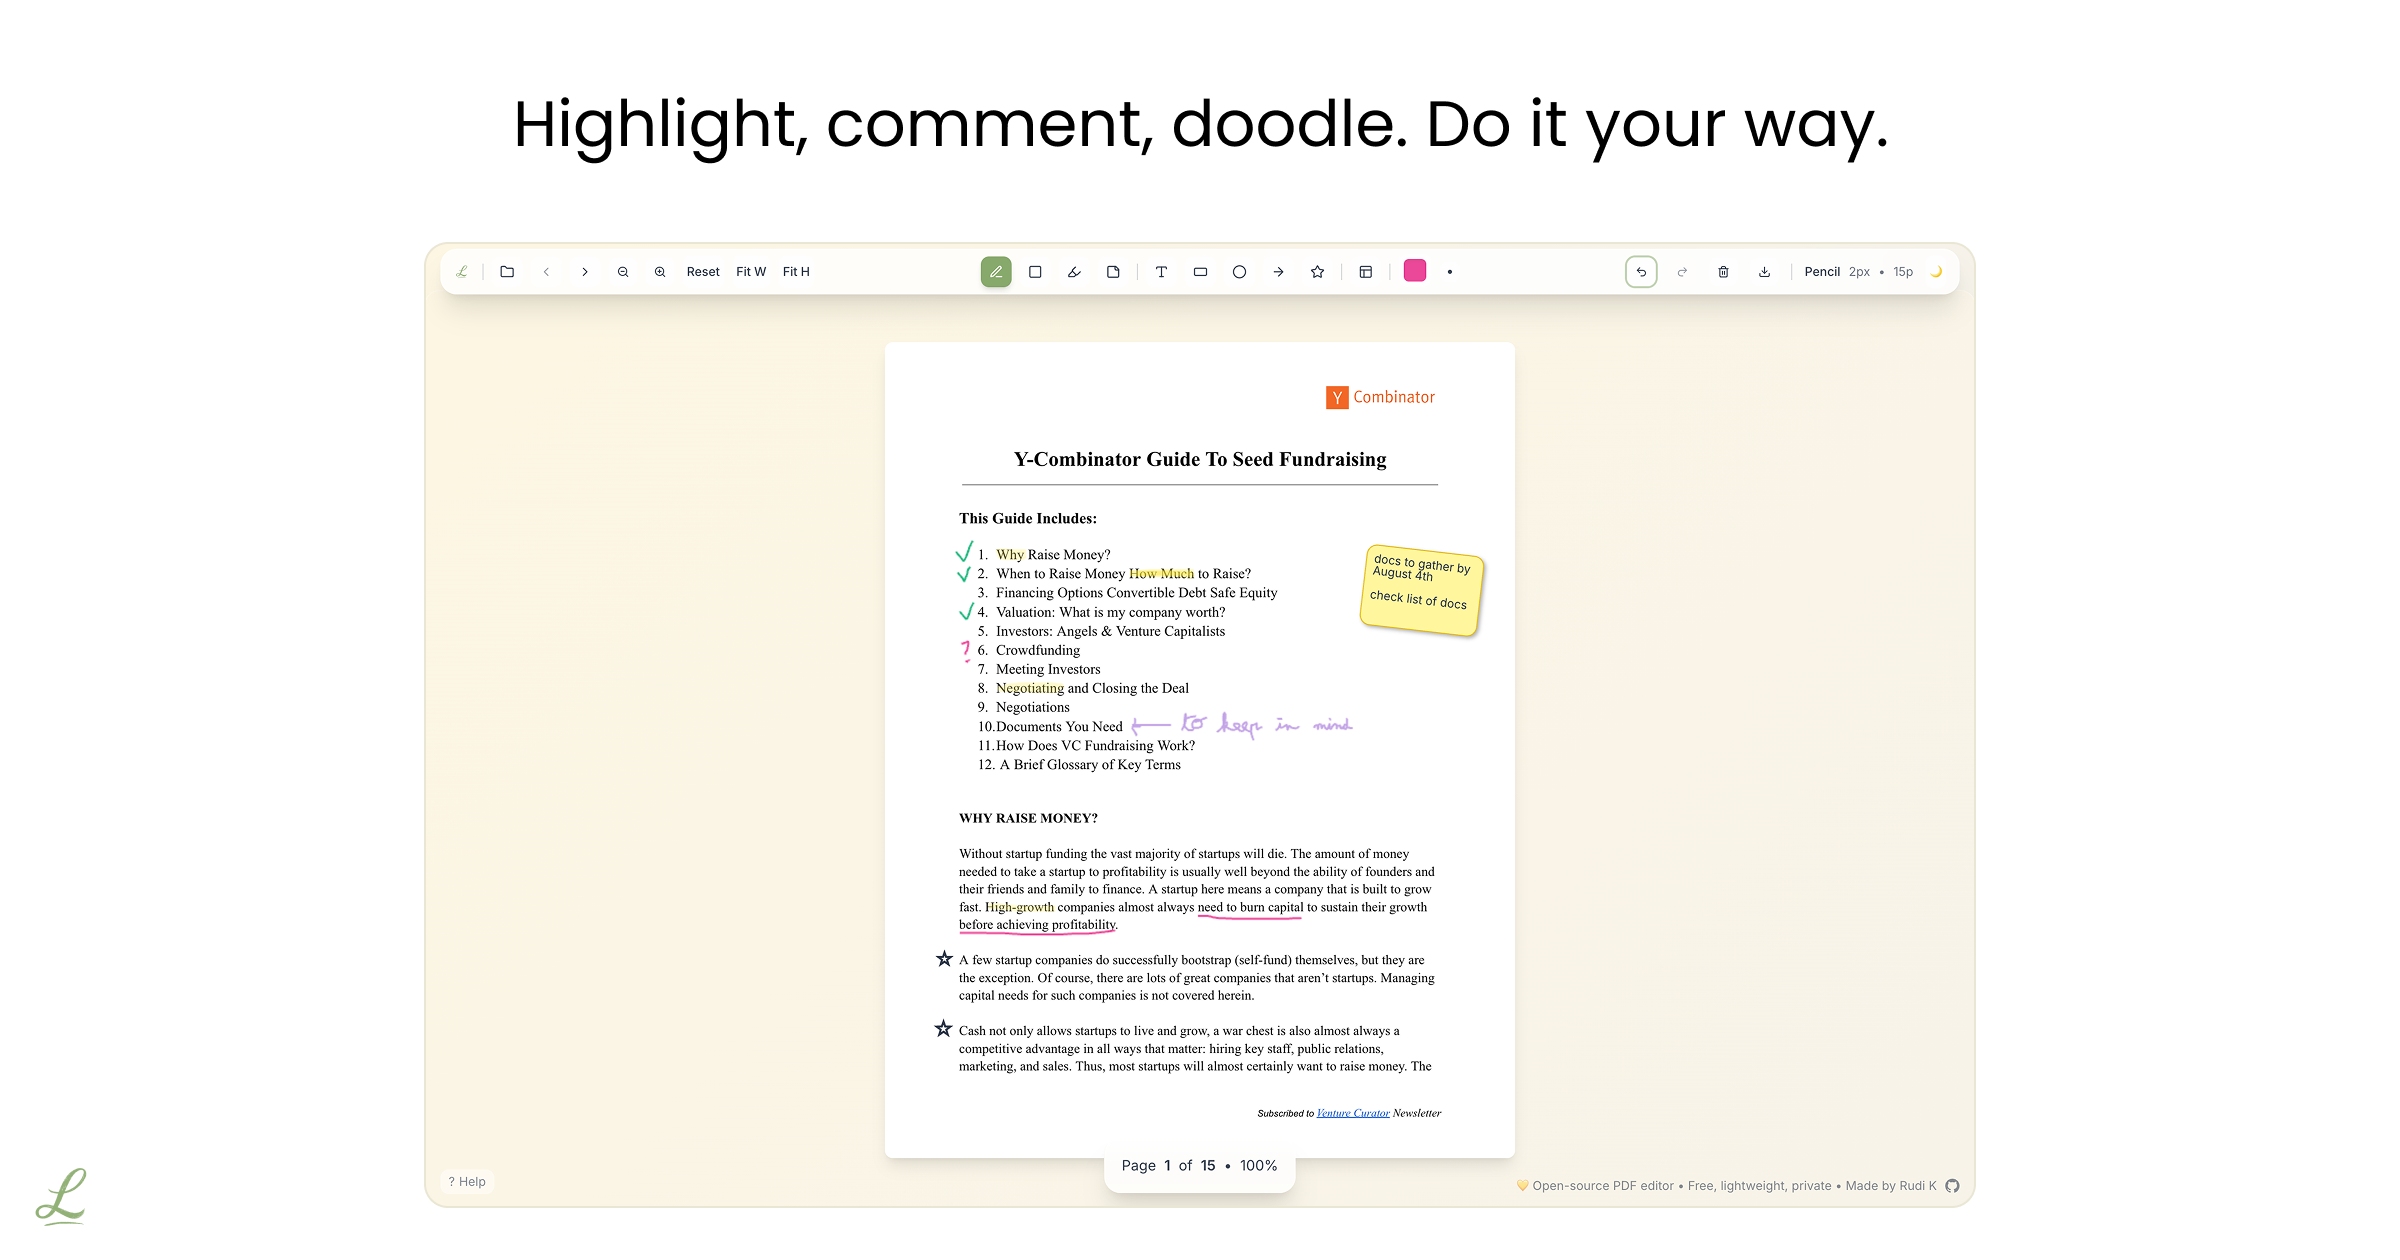 Highlight, comment, doodle. Do it your way.
L Reset Fit W Fit H T Pencil 2px • 15p
Y Combinator
Y-Combinator Guide To Seed Fundraising
This Guide Includes:
1. Why Raise Money?
2. When to Raise Money How Much to Raise?
3. Financing Options Convertible Debt Safe Equity
4. Valuation: What is my company worth?
5. Investors: Angels & Venture Capitalists
? 6. Crowdfunding
7. Meeting Investors
8. Negotiating and Closing the Deal
9. Negotiations
10.Documents You Need ← to keep in mind
11.How Does VC Fundraising Work?
12. A Brief Glossary of Key Terms
docs to gather by
August 4th
check list of docs
WHY RAISE MONEY?
Without startup funding the vast majority of startups will die. The amount of money
needed to take a startup to profitability is usually well beyond the ability of founders and
their friends and family to finance. A startup here means a company that is built to grow
fast. High-growth companies almost always need to burn capital to sustain their growth
before achieving profitability.
A few startup companies do successfully bootstrap (self-fund) themselves, but they are
the exception. Of course, there are lots of great companies that aren’t startups. Managing
capital needs for such companies is not covered herein.
Cash not only allows startups to live and grow, a war chest is also almost always a
competitive advantage in all ways that matter: hiring key staff, public relations,
marketing, and sales. Thus, most startups will almost certainly want to raise money. The
Subscribed to Venture Curator Newsletter
Page 1 of 15 • 100%
? Help
Open-source PDF editor • Free, lightweight, private • Made by Rudi K
L